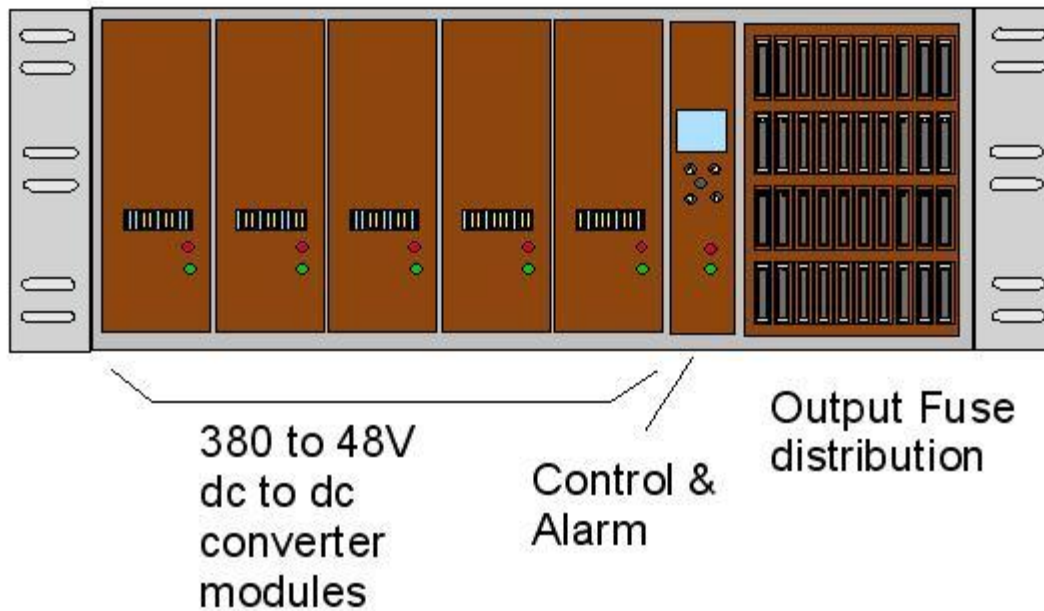 380 to 48V
dc to dc
converter
modules
Control &
Alarm
Output Fuse
distribution